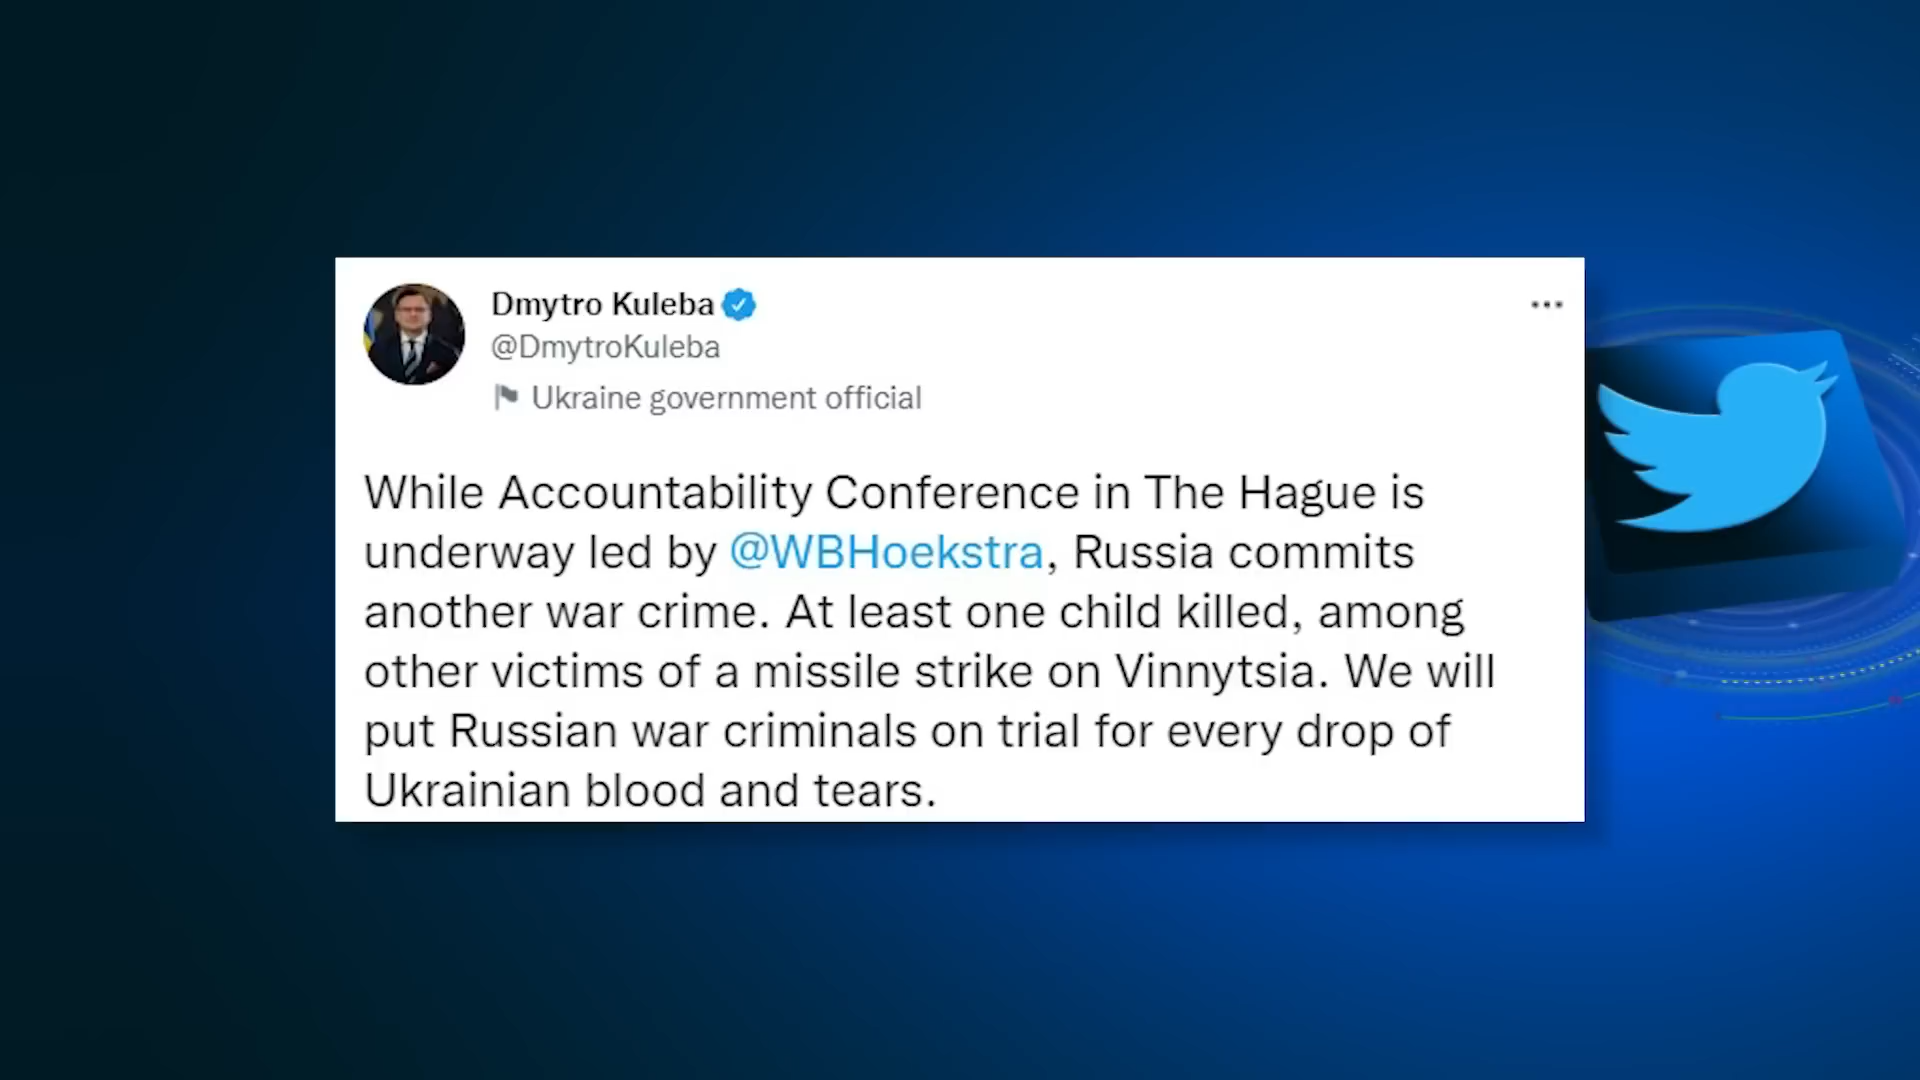 Dmytro Kuleba
@DmytroKuleba
Ukraine government official
While Accountability Conference in The Hague is
underway led by @WBHoekstra, Russia commits
another war crime. At least one child killed, among
other victims of a missile strike on Vinnytsia. We will
put Russian war criminals on trial for every drop of
Ukrainian blood and tears.